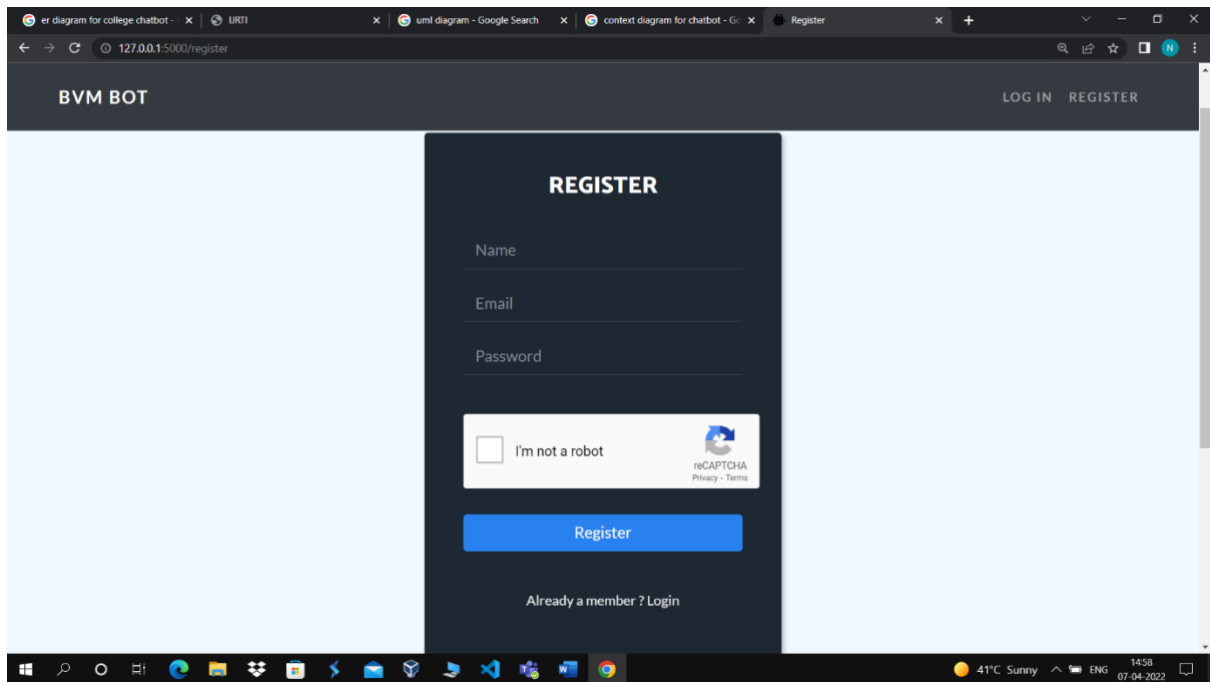 er diagram for college chatbot -
URTI
uml diagram - Google Search
context diagram for chatbot - Go
Register
127.0.0.1:5000/register
N
BVM BOT
LOG IN REGISTER
REGISTER
Name
Email
Password
I'm not a robot
reCAPTCHA
Privacy - Terms
Register
Already a member ? Login
41°C Sunny
ENG
14:58
07-04-2022